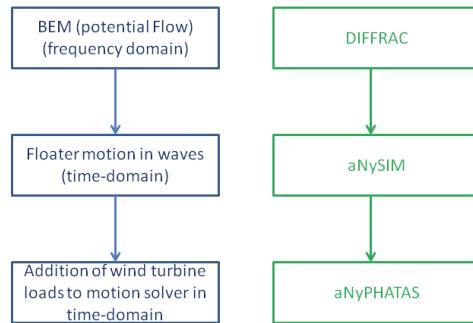 BEM (potential Flow)
(frequency domain)
DIFFRAC
Floater motion in waves
(time-domain)
aNySIM
Addition of wind turbine
loads to motion solver in
time-domain
aNyPHATAS